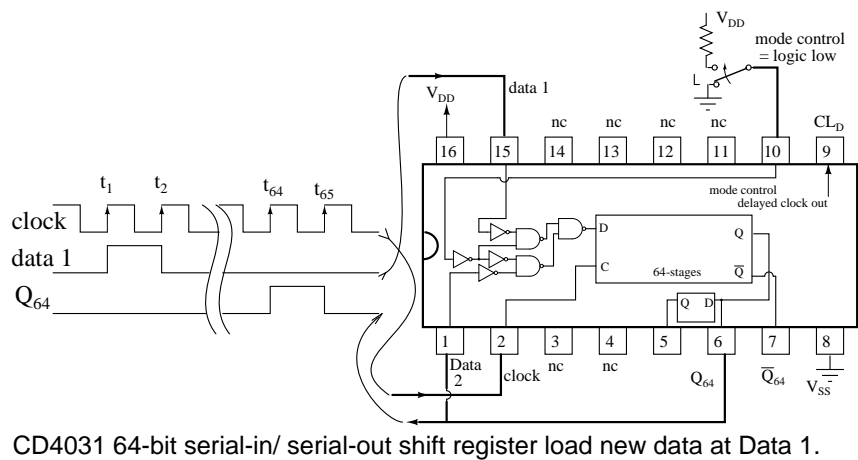 V_DD
mode control
= logic low
L
data 1
V_DD
nc
nc
nc
nc
CL_D
16
15
14
13
12
11
10
9
t_1
t_2
t_64
t_65
clock
data 1
Q_64
mode control
delayed clock out
D
Q
C
Q̅
64-stages
Q
D
1
2
3
4
5
6
7
8
Data
2
clock
nc
nc
Q_64
Q̅_64
V_SS
CD4031 64-bit serial-in/ serial-out shift register load new data at Data 1.